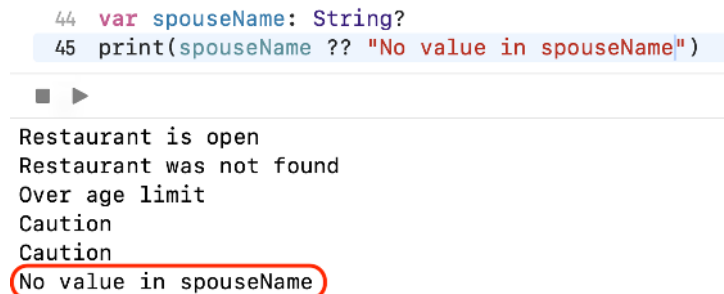 44 var spouseName: String?
45 print(spouseName ?? "No value in spouseName")
Restaurant is open
Restaurant was not found
Over age limit
Caution
Caution
No value in spouseName